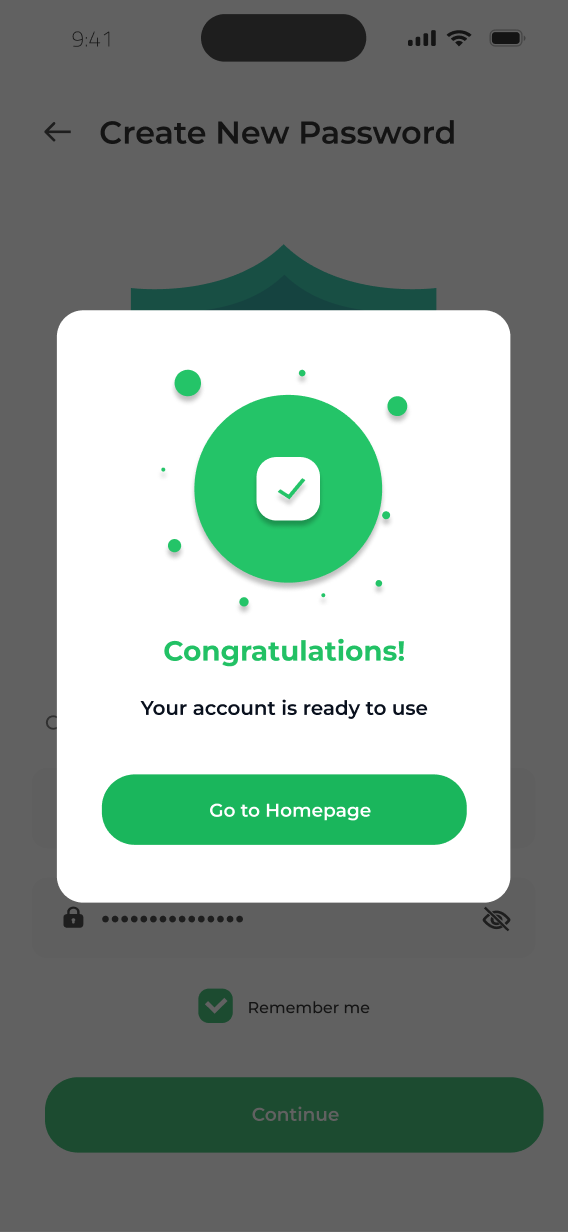 9:41
Create New Password
Congratulations!
Your account is ready to use
Go to Homepage
•••••••••••••••
Remember me
Continue